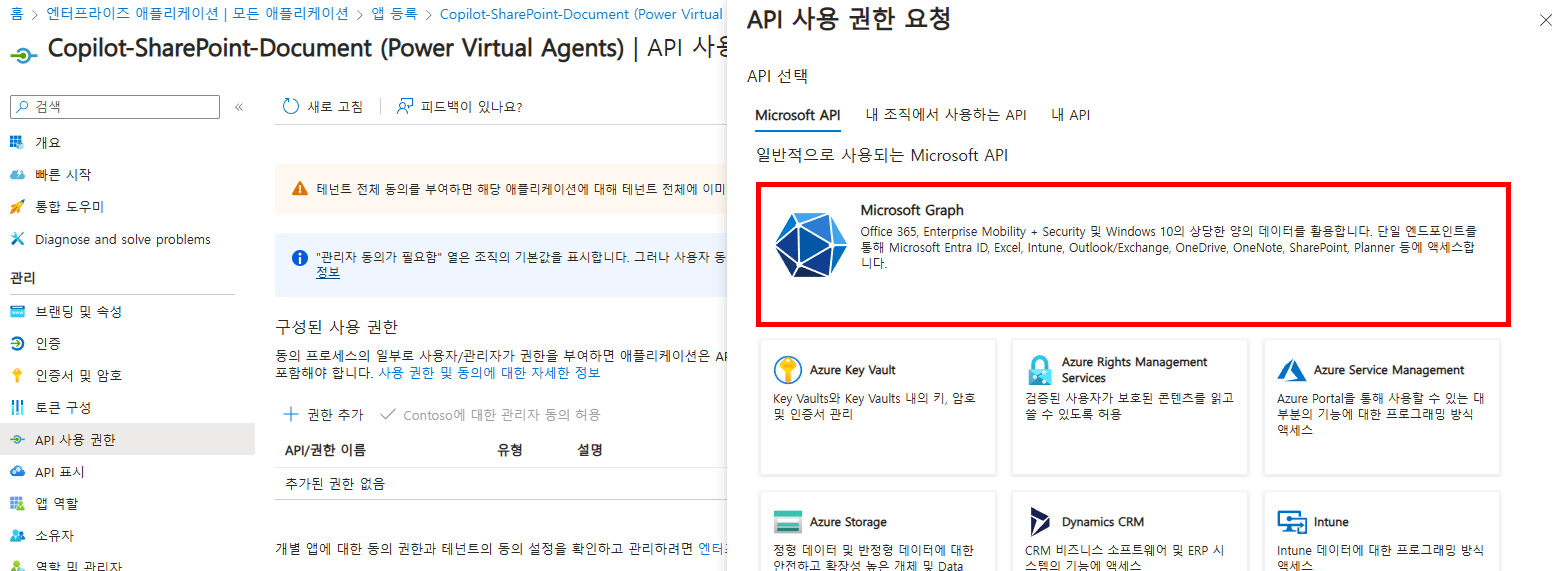 홈 > 엔터프라이즈 애플리케이션 | 모든 애플리케이션 > 앱 등록 > Copilot-SharePoint-Document (Power Virtual
Copilot-SharePoint-Document (Power Virtual Agents) | API 사용
검색
개요
빠른 시작
통합 도우미
Diagnose and solve problems
관리
브랜딩 및 속성
인증
인증서 및 암호
토큰 구성
API 사용 권한
API 표시
앱 역할
소유자
역할 및 관리자
새로 고침
피드백이 있나요?
테넌트 전체 동의를 부여하면 해당 애플리케이션에 대해 테넌트 전체에 이미
"관리자 동의가 필요함" 열은 조직의 기본값을 표시합니다. 그러나 사용자 동
정보
구성된 사용 권한
동의 프로세스의 일부로 사용자/관리자가 권한을 부여하면 애플리케이션은 AP
포함해야 합니다. 사용 권한 및 동의에 대한 자세한 정보
권한 추가
Contoso에 대한 관리자 동의 허용
API/권한 이름 유형 설명
추가된 권한 없음
개별 앱에 대한 동의 권한과 테넌트의 동의 설정을 확인하고 관리하려면 엔터
API 사용 권한 요청
API 선택
Microsoft API 내 조직에서 사용하는 API 내 API
일반적으로 사용되는 Microsoft API
Microsoft Graph
Office 365, Enterprise Mobility + Security 및 Windows 10의 상당한 양의 데이터를 활용합니다. 단일 엔드포인트를
통해 Microsoft Entra ID, Excel, Intune, Outlook/Exchange, OneDrive, OneNote, SharePoint, Planner 등에 액세스합
니다.
Azure Key Vault
Key Vaults와 Key Vaults 내의 키, 암호
및 인증서 관리
Azure Rights Management
Services
검증된 사용자가 보호된 콘텐츠를 읽고
쓸 수 있도록 허용
Azure Service Management
Azure Portal을 통해 사용할 수 있는 대
부분의 기능에 대한 프로그래밍 방식
액세스
Azure Storage
정형 데이터 및 반정형 데이터에 대한
안전하고 확장성 높은 개체 및 Data
Dynamics CRM
CRM 비즈니스 소프트웨어 및 ERP 시
스템의 기능에 액세스
Intune
Intune 데이터에 대한 프로그래밍 방식
액세스